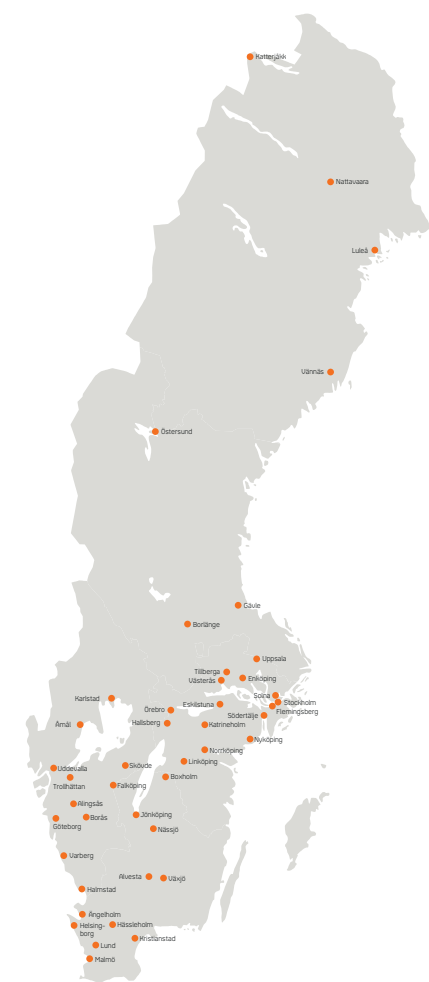 Katterjåkk
Nattavaara
Luleå
Vännäs
Östersund
Gävle
Borlänge
Uppsala
Tillberga
Västerås
Enköping
Solna
Karlstad
Stockholm
Eskilstuna
Örebro
Flemingsberg
Södertälje
Hallsberg
Åmål
Katrineholm
Nyköping
Norrköping
Linköping
Skövde
Uddevalla
Boxholm
Trollhättan
Falköping
Alingsås
Jönköping
Borås
Göteborg
Nässjö
Varberg
Alvesta
Växjö
Halmstad
Ängelholm
Hässleholm
Helsing-
borg
Kristianstad
Lund
Malmö